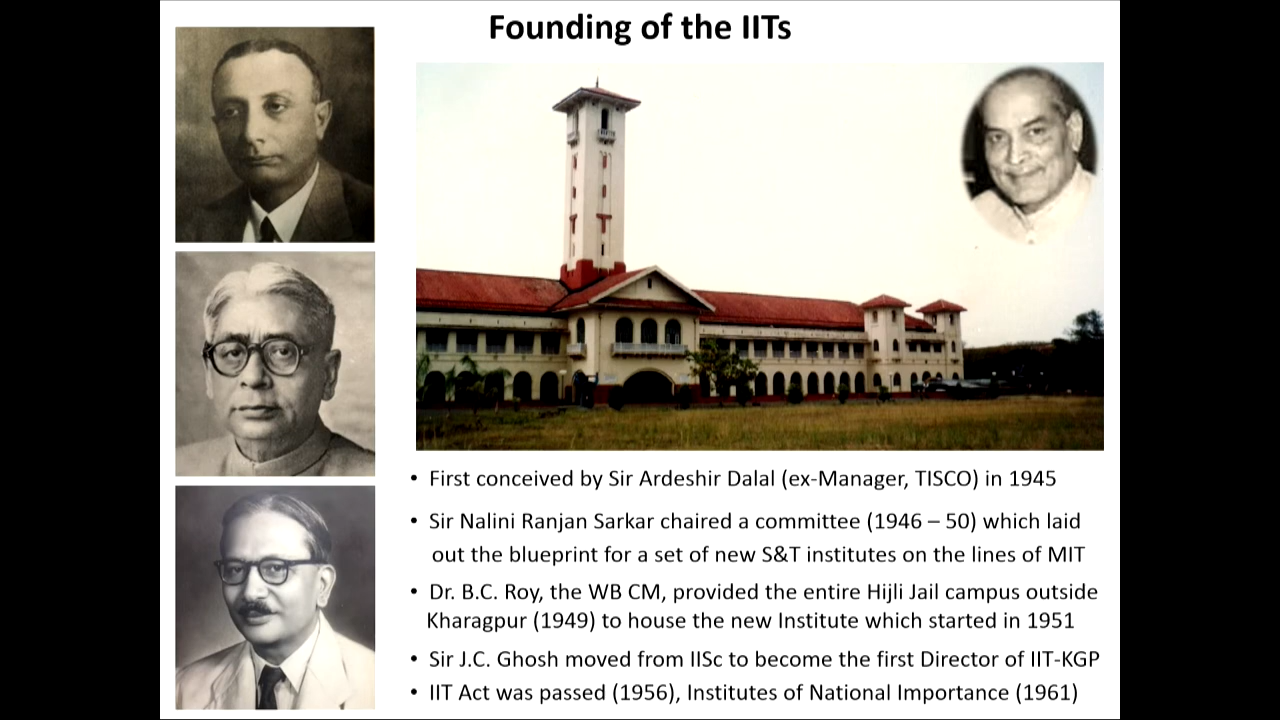 Founding of the IITs
• First conceived by Sir Ardeshir Dalal (ex-Manager, TISCO) in 1945
• Sir Nalini Ranjan Sarkar chaired a committee (1946 – 50) which laid
out the blueprint for a set of new S&T institutes on the lines of MIT
• Dr. B.C. Roy, the WB CM, provided the entire Hijli Jail campus outside
Kharagpur (1949) to house the new Institute which started in 1951
• Sir J.C. Ghosh moved from IISc to become the first Director of IIT-KGP
• IIT Act was passed (1956), Institutes of National Importance (1961)